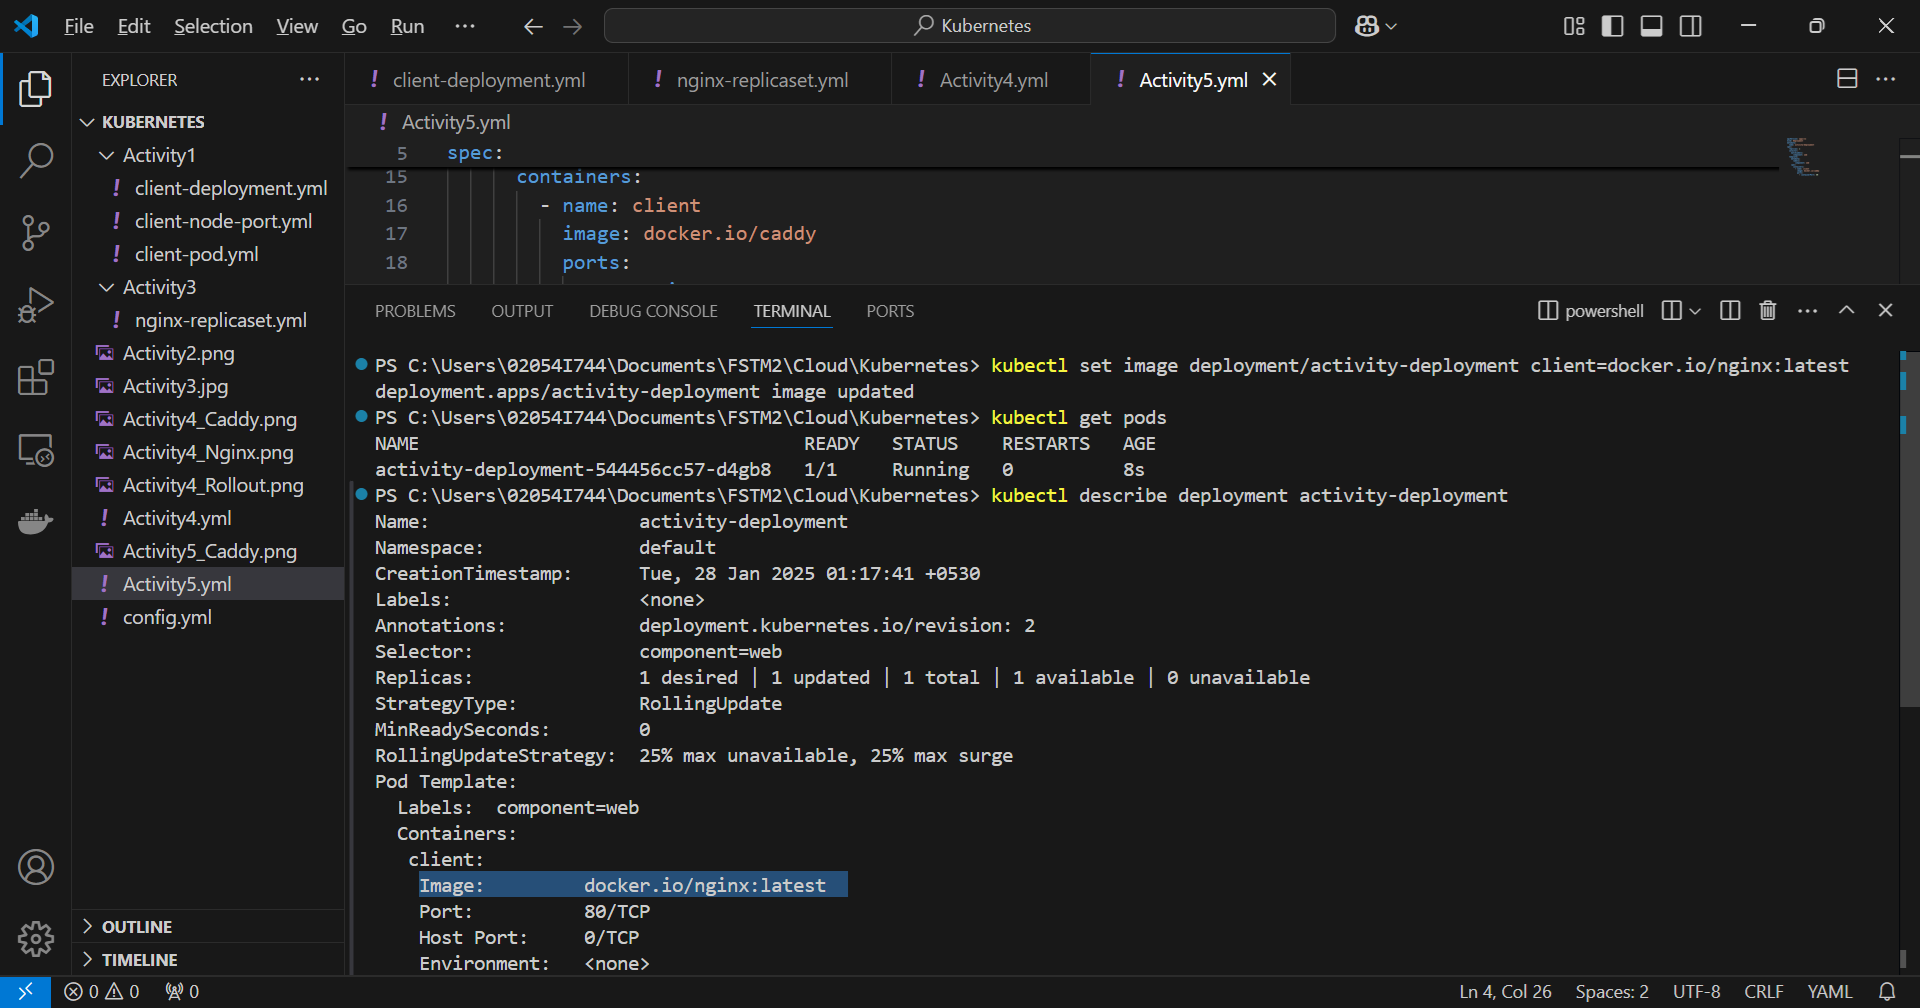 File Edit Selection View Go Run ··· Kubernetes
EXPLORER ···
KUBERNETES
Activity1
! client-deployment.yml
! client-node-port.yml
! client-pod.yml
Activity3
! nginx-replicaset.yml
Activity2.png
Activity3.jpg
Activity4_Caddy.png
Activity4_Nginx.png
Activity4_Rollout.png
! Activity4.yml
Activity5_Caddy.png
! Activity5.yml
! config.yml
OUTLINE
TIMELINE
! client-deployment.yml ! nginx-replicaset.yml ! Activity4.yml ! Activity5.yml
! Activity5.yml
5 spec:
15 containers:
16 - name: client
17 image: docker.io/caddy
18 ports:
PROBLEMS OUTPUT DEBUG CONSOLE TERMINAL PORTS powershell
PS C:\Users\02054I744\Documents\FSTM2\Cloud\Kubernetes> kubectl set image deployment/activity-deployment client=docker.io/nginx:latest
deployment.apps/activity-deployment image updated
PS C:\Users\02054I744\Documents\FSTM2\Cloud\Kubernetes> kubectl get pods
NAME READY STATUS RESTARTS AGE
activity-deployment-544456cc57-d4gb8 1/1 Running 0 8s
PS C:\Users\02054I744\Documents\FSTM2\Cloud\Kubernetes> kubectl describe deployment activity-deployment
Name: activity-deployment
Namespace: default
CreationTimestamp: Tue, 28 Jan 2025 01:17:41 +0530
Labels: <none>
Annotations: deployment.kubernetes.io/revision: 2
Selector: component=web
Replicas: 1 desired | 1 updated | 1 total | 1 available | 0 unavailable
StrategyType: RollingUpdate
MinReadySeconds: 0
RollingUpdateStrategy: 25% max unavailable, 25% max surge
Pod Template:
Labels: component=web
Containers:
client:
Image: docker.io/nginx:latest
Port: 80/TCP
Host Port: 0/TCP
Environment: <none>
0 0 0 Ln 4, Col 26 Spaces: 2 UTF-8 CRLF YAML